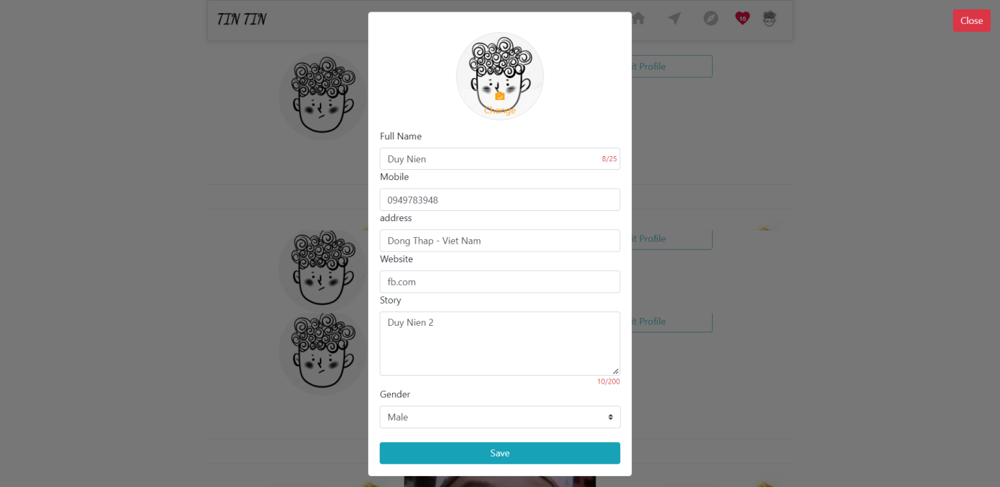 TIN TIN
10
Close
Change
it Profile
Full Name
Duy Nien
8/25
Mobile
0949783948
address
Dong Thap - Viet Nam
it Profile
Website
fb.com
Story
Duy Nien 2
it Profile
10/200
Gender
Male
Save